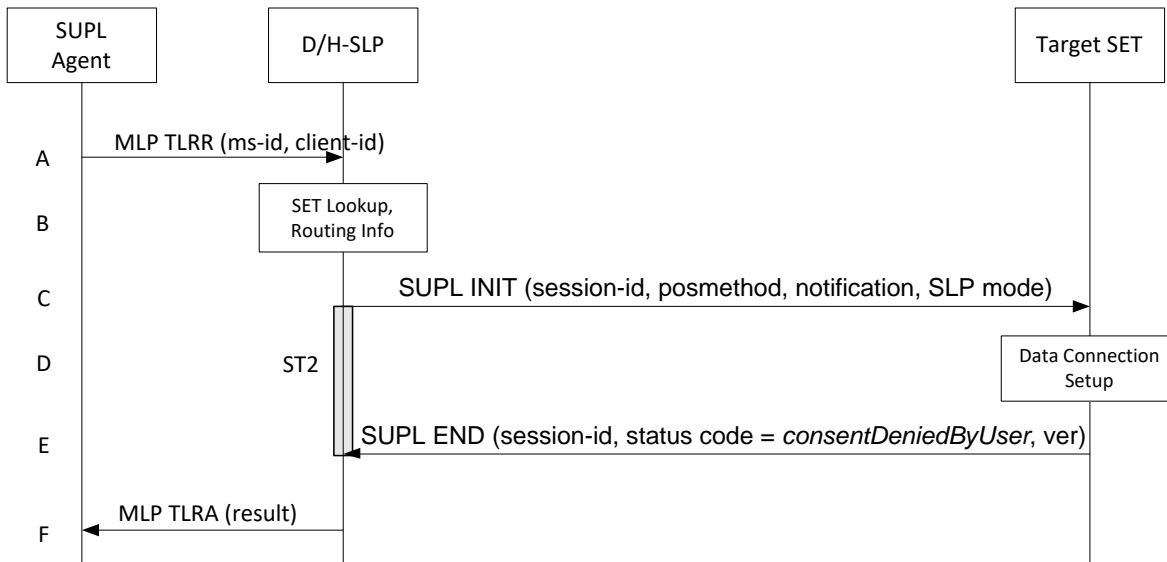 SUPL
Agent
D/H-SLP
Target SET
A
MLP TLRR (ms-id, client-id)
B
SET Lookup,
Routing Info
C
SUPL INIT (session-id, posmethod, notification, SLP mode)
D
ST2
Data Connection
Setup
E
SUPL END (session-id, status code = consentDeniedByUser, ver)
F
MLP TLRA (result)